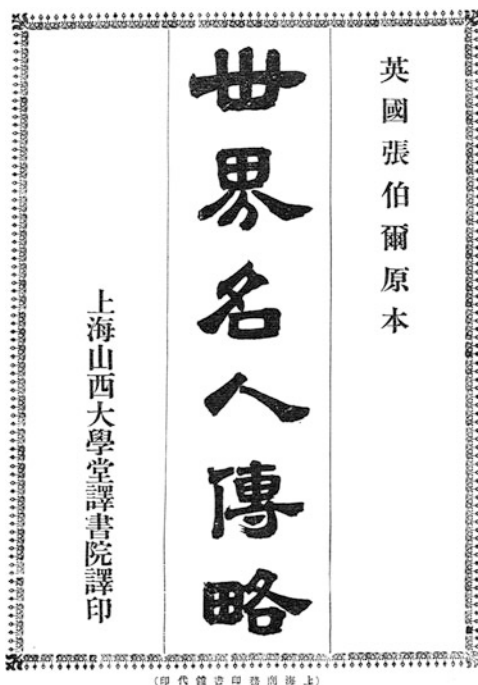 英國張伯爾原本
世界名人傳略
上海山西大學堂譯書院譯印
(上海商務印書館代印)